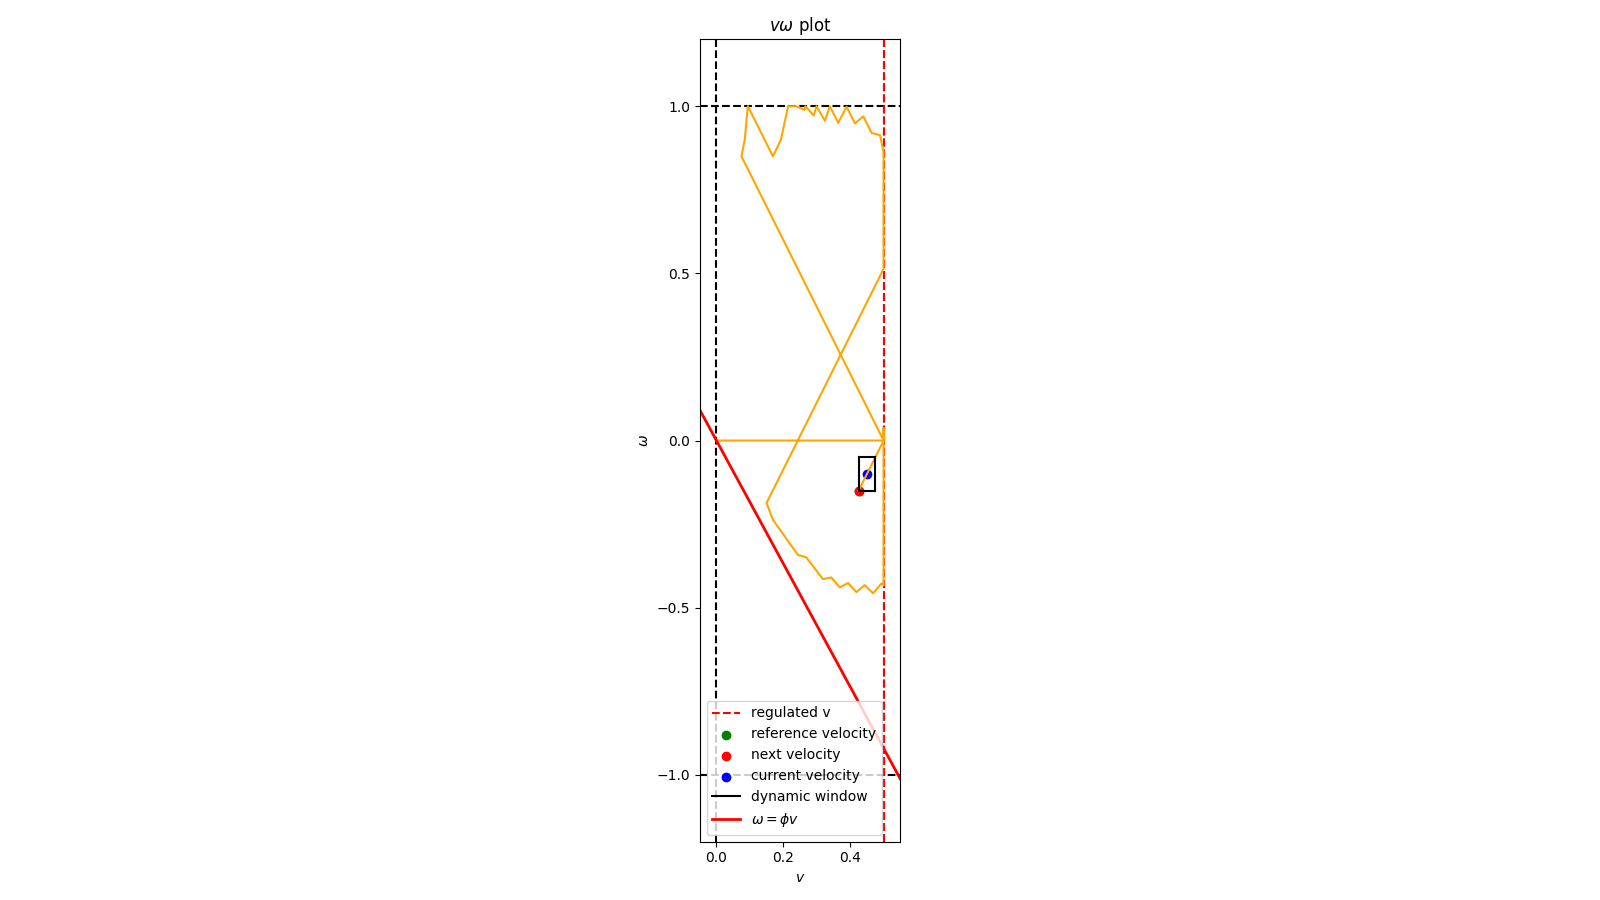 vω plot
1.0
0.5
0.0
−0.5
−1.0
ω
0.0 0.2 0.4
v
regulated v
reference velocity
next velocity
current velocity
dynamic window
ω = ϕv